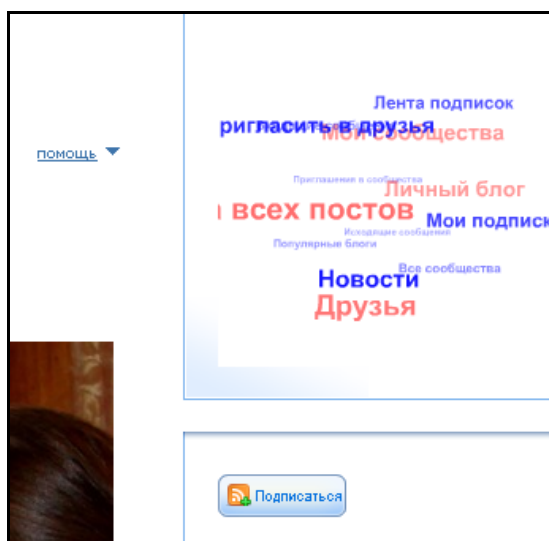 Лента подписок
ригласить в друзья
Мои сообщества
помощь
Приглашения в сообщества
Личный блог
всех постов
Мои подписк
Исходящие сообщения
Популярные блоги
Все сообщества
Новости
Друзья
Подписаться